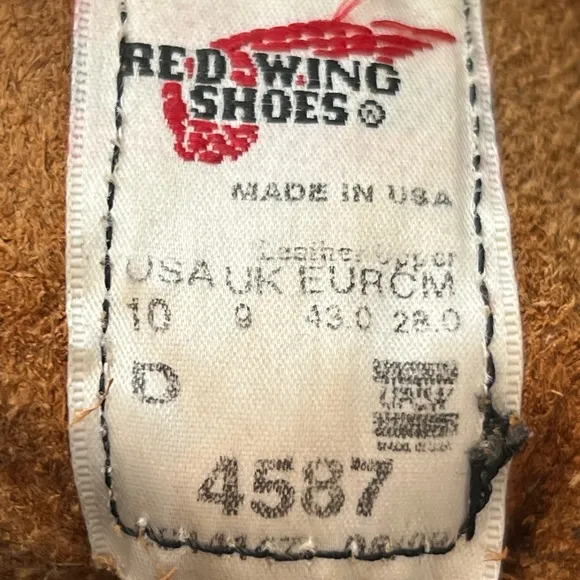 RED WING
SHOES ®
MADE IN USA
Leather Upper
USA UK EUR CM
10 9 43.0 28.0
D
4587